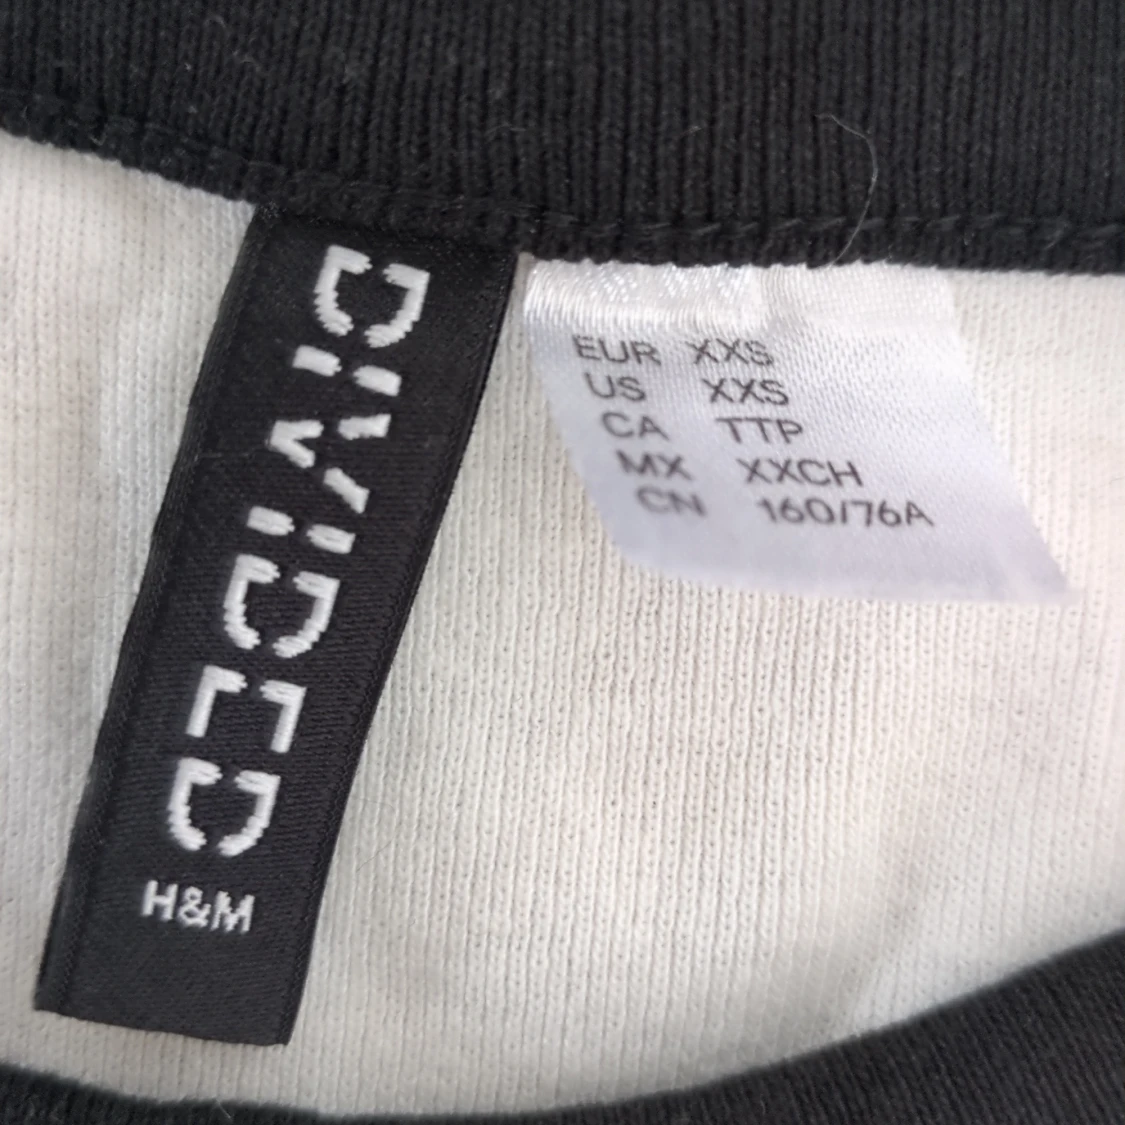 DIVIDED
H&M
EUR XXS
US XXS
CA TTP
MX XXCH
CN 160/76A